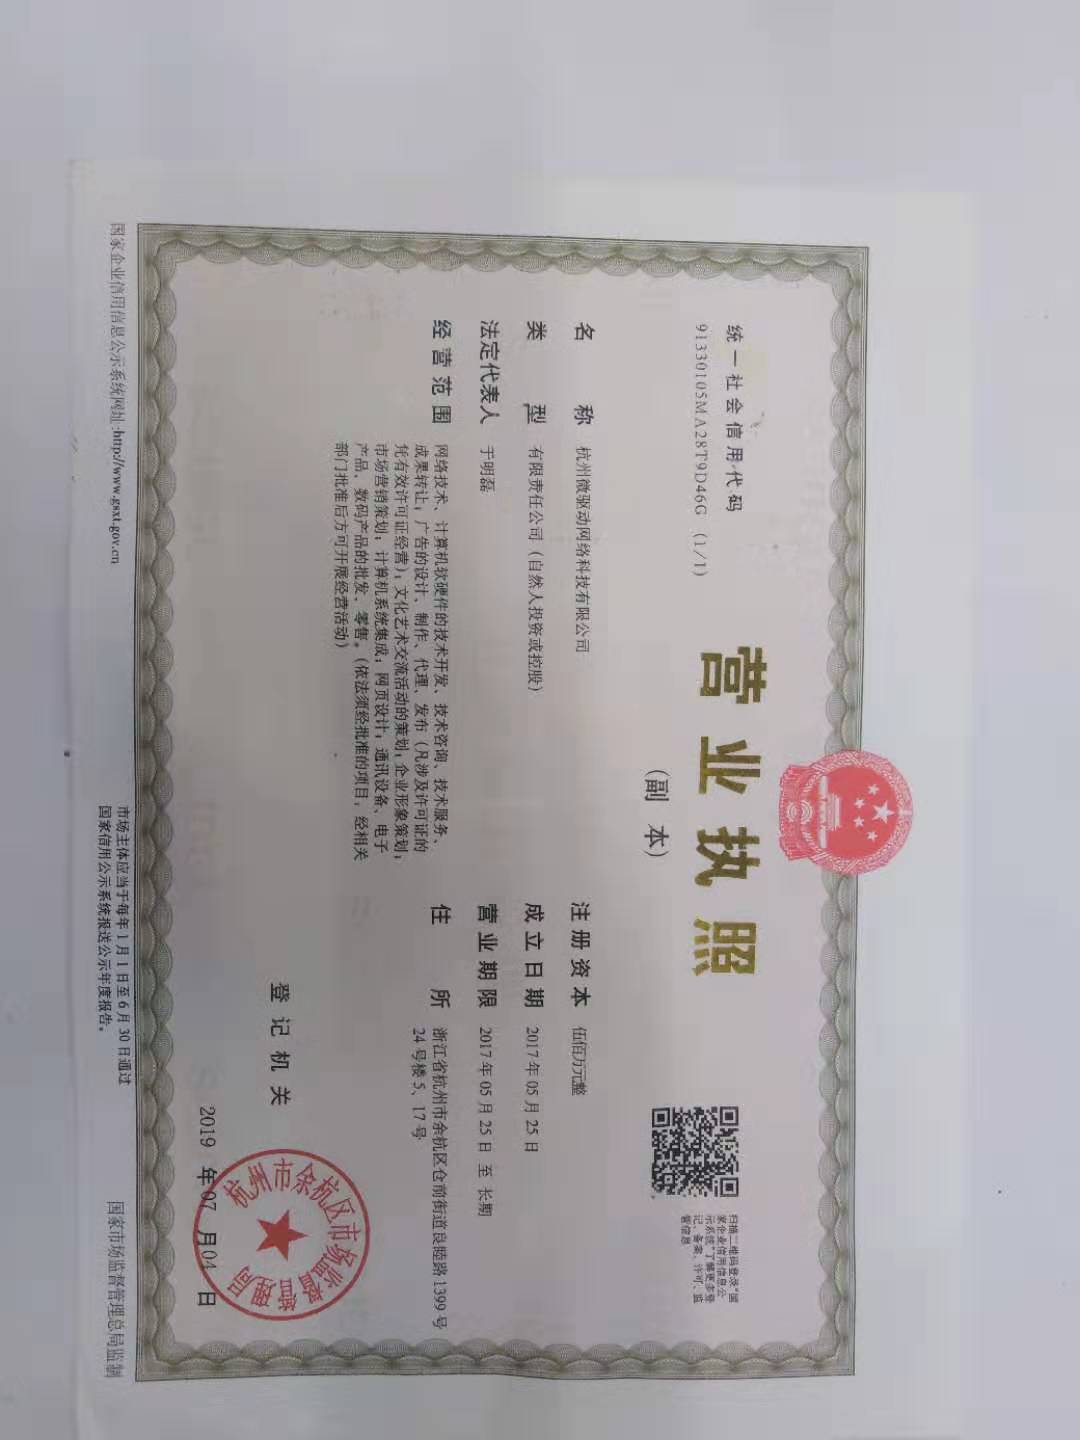 统一社会信用代码
91330105MA28T9D46G (1/1)
营业执照
(副 本)
扫描二维码登录“国
家企业信用信息公
示系统”了解更多登
记、备案、许可、监
管信息
名称 杭州微驱动网络科技有限公司
类型 有限责任公司(自然人投资或控股)
法定代表人 于明磊
经营范围 网络技术、计算机软硬件的技术开发、技术咨询、技术服务、
成果转让;广告的设计、制作、代理、发布(凡涉及许可证的
凭有效许可证经营);文化艺术交流活动的策划;企业形象策划;
市场营销策划;计算机系统集成;网页设计;通讯设备、电子
产品、数码产品的批发、零售。(依法须经批准的项目,经相关
部门批准后方可开展经营活动)
注册资本 伍佰万元整
成立日期 2017年05月25日
营业期限 2017年05月25日 至 长期
住所 浙江省杭州市余杭区仓前街道良睦路1399号
24号楼5、17号
登记机关
杭州市余杭区市场监督管理局
2019 年 07 月 04 日
国家企业信用信息公示系统网址:http://www.gsxt.gov.cn
市场主体应当于每年1月1日至6月30日通过
国家信用公示系统报送公示年度报告。
国家市场监督管理总局监制